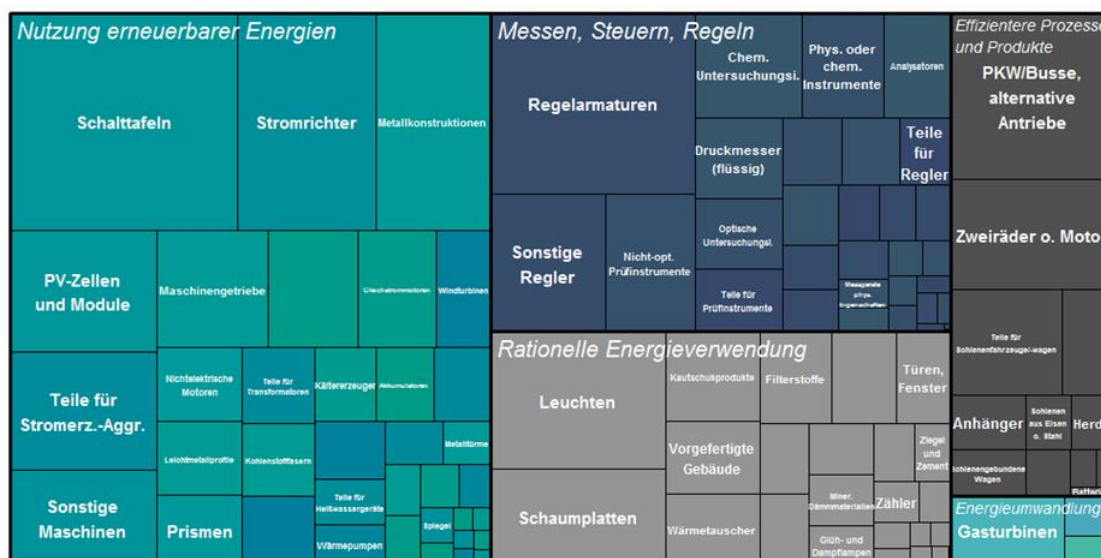 Nutzung erneuerbarer Energien
Schalttafeln
Stromrichter
Metallkonstruktionen
PV-Zellen
und Module
Maschinengetriebe
Gleichstrommotoren
Windturbinen
Teile für
Stromerz.-Aggr.
Nichtelektrische
Motoren
Teile für
Transformatoren
Kälteerzeuger
Akkumulatoren
Leichtmetallprofile
Kohlenstofffasern
Metalltürme
Sonstige
Maschinen
Prismen
Teile für
Heißwassergeräte
Wärmepumpen
Spiegel
Messen, Steuern, Regeln
Regelarmaturen
Chem.
Untersuchungsi.
Phys. oder
chem.
Instrumente
Analysatoren
Druckmesser
(flüssig)
Teile
für
Regler
Sonstige
Regler
Nicht-opt.
Prüfinstrumente
Optische
Untersuchungsi.
Teile für
Prüfinstrumente
Messgeräte
phys.
Eigenschaften
Rationelle Energieverwendung
Leuchten
Kautschukprodukte
Filterstoffe
Türen,
Fenster
Vorgefertigte
Gebäude
Ziegel
und
Zement
Schaumplatten
Wärmetauscher
Miner.
Dämmmaterialien
Zähler
Glüh- und
Dampflampen
Effizientere Prozesse
und Produkte
PKW/Busse,
alternative
Antriebe
Zweiräder o. Moto
Teile für
Schienenfahrzeuge/-wagen
Anhänger
Schienen
aus Eisen
o. Stahl
Herd
Schienengebundene
Wagen
Batterie
Energieumwandlung
Gasturbinen